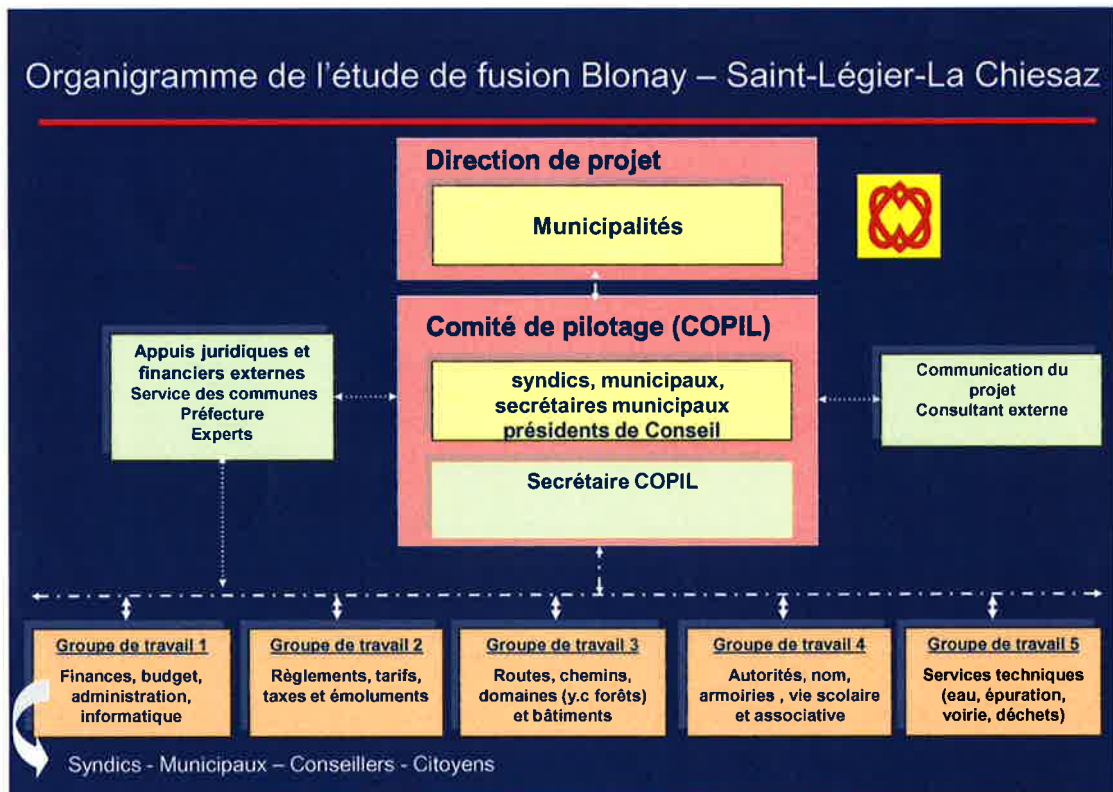 Organigramme de l'étude de fusion Blonay – Saint-Légier-La Chiesaz
Direction de projet
Municipalités
Comité de pilotage (COPIL)
syndics, municipaux,
secrétaires municipaux
présidents de Conseil
Secrétaire COPIL
Appuis juridiques et
financiers externes
Service des communes
Préfecture
Experts
Communication du
projet
Consultant externe
Groupe de travail 1
Finances, budget,
administration,
informatique
Groupe de travail 2
Règlements, tarifs,
taxes et émoluments
Groupe de travail 3
Routes, chemins,
domaines (y.c forêts)
et bâtiments
Groupe de travail 4
Autorités, nom,
armoiries , vie scolaire
et associative
Groupe de travail 5
Services techniques
(eau, épuration,
voirie, déchets)
Syndics - Municipaux – Conseillers - Citoyens